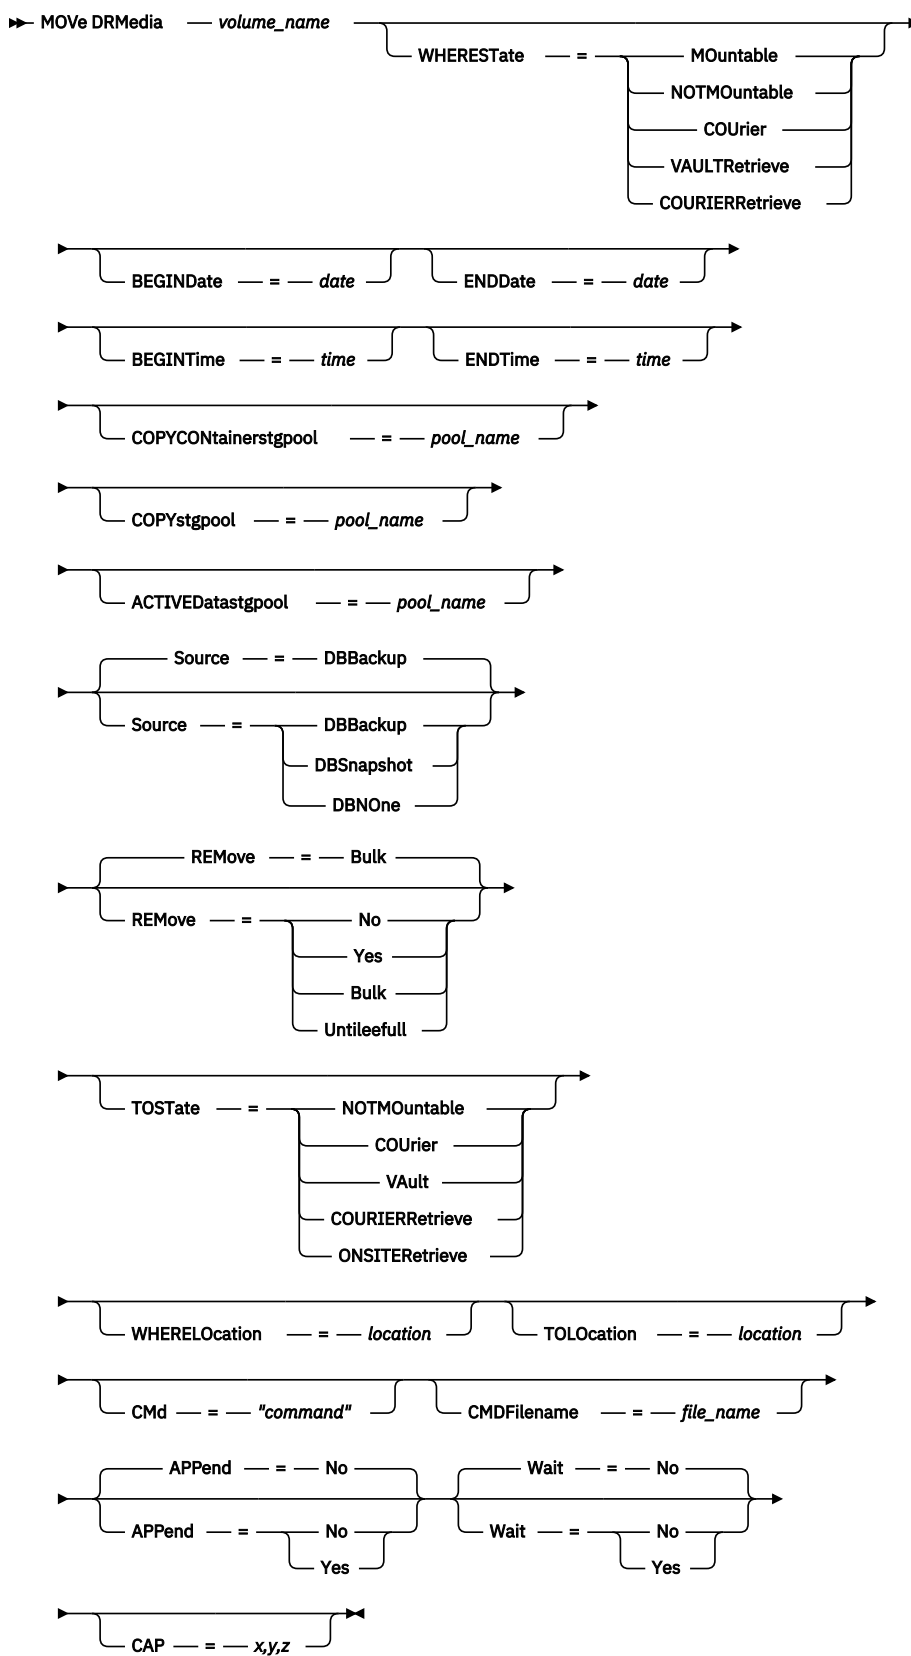 MOVe DRMedia volume_name
WHERESTate = MOuntable
NOTMOuntable
COUrier
VAULTRetrieve
COURIERRetrieve
BEGINDate = date ENDDate = date
BEGINTime = time ENDTime = time
COPYCONtainerstgpool = pool_name
COPYstgpool = pool_name
ACTIVEDatastgpool = pool_name
Source = DBBackup
Source = DBBackup
DBSnapshot
DBNOne
REMove = Bulk
REMove = No
Yes
Bulk
Untileefull
TOSTate = NOTMOuntable
COUrier
VAult
COURIERRetrieve
ONSITERetrieve
WHERELOcation = location TOLOcation = location
CMd = "command" CMDFilename = file_name
APPend = No Wait = No
APPend = No Wait = No
Yes Yes
CAP = x,y,z